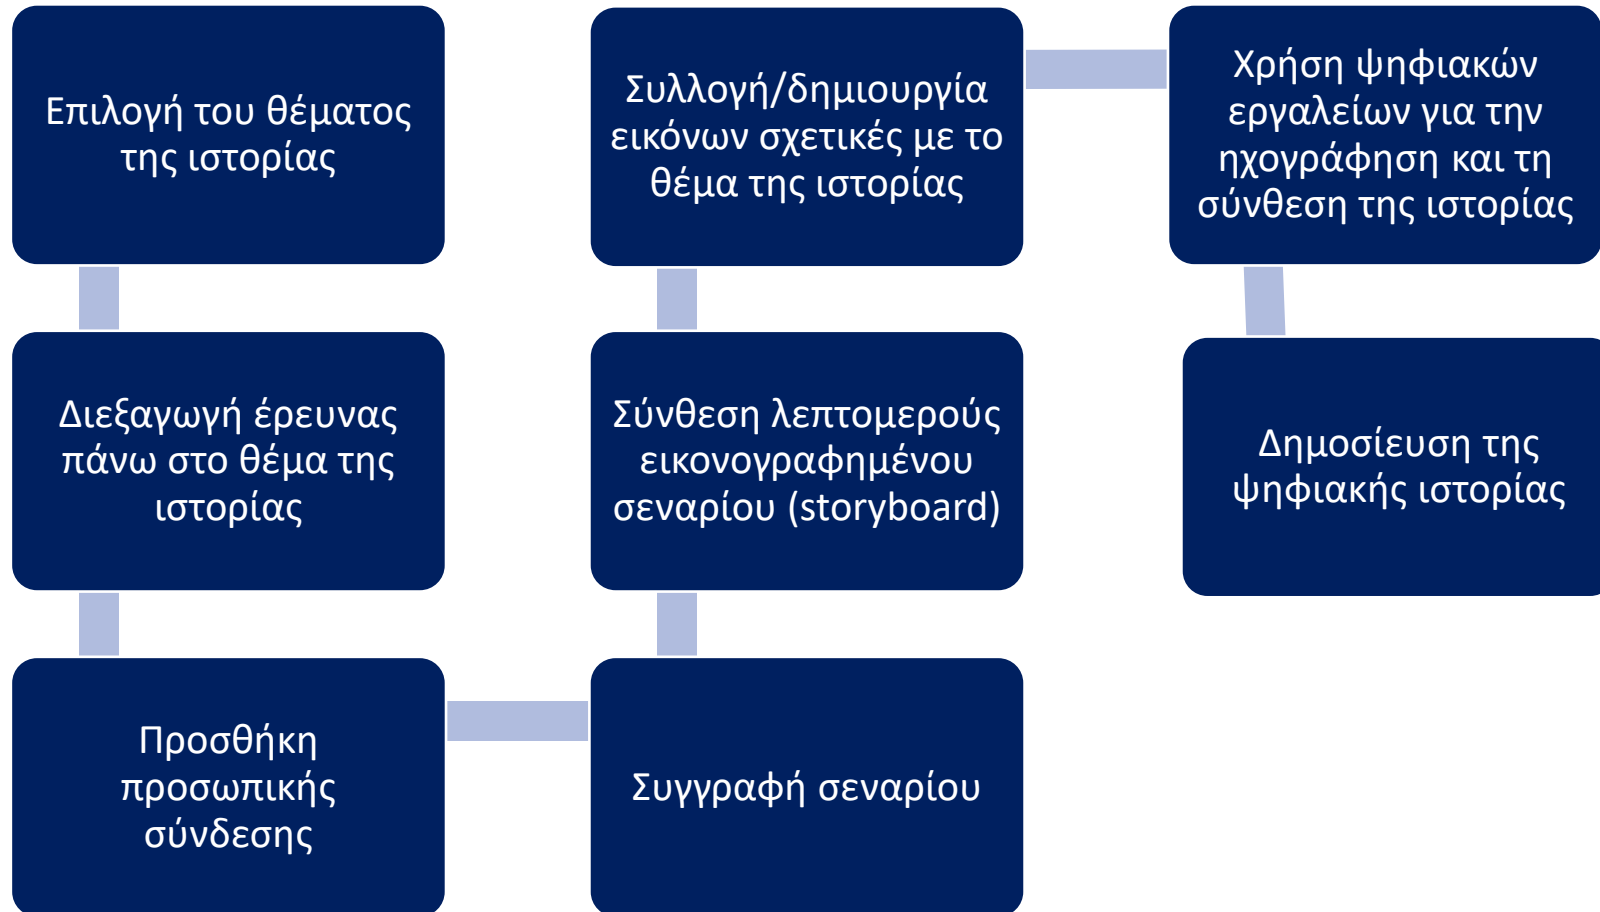 Επιλογή του θέματος
της ιστορίας
Διεξαγωγή έρευνας
πάνω στο θέμα της
ιστορίας
Προσθήκη
προσωπικής
σύνδεσης
Συγγραφή σεναρίου
Σύνθεση λεπτομερούς
εικονογραφημένου
σεναρίου (storyboard)
Συλλογή/δημιουργία
εικόνων σχετικές με το
θέμα της ιστορίας
Χρήση ψηφιακών
εργαλείων για την
ηχογράφηση και τη
σύνθεση της ιστορίας
Δημοσίευση της
ψηφιακής ιστορίας